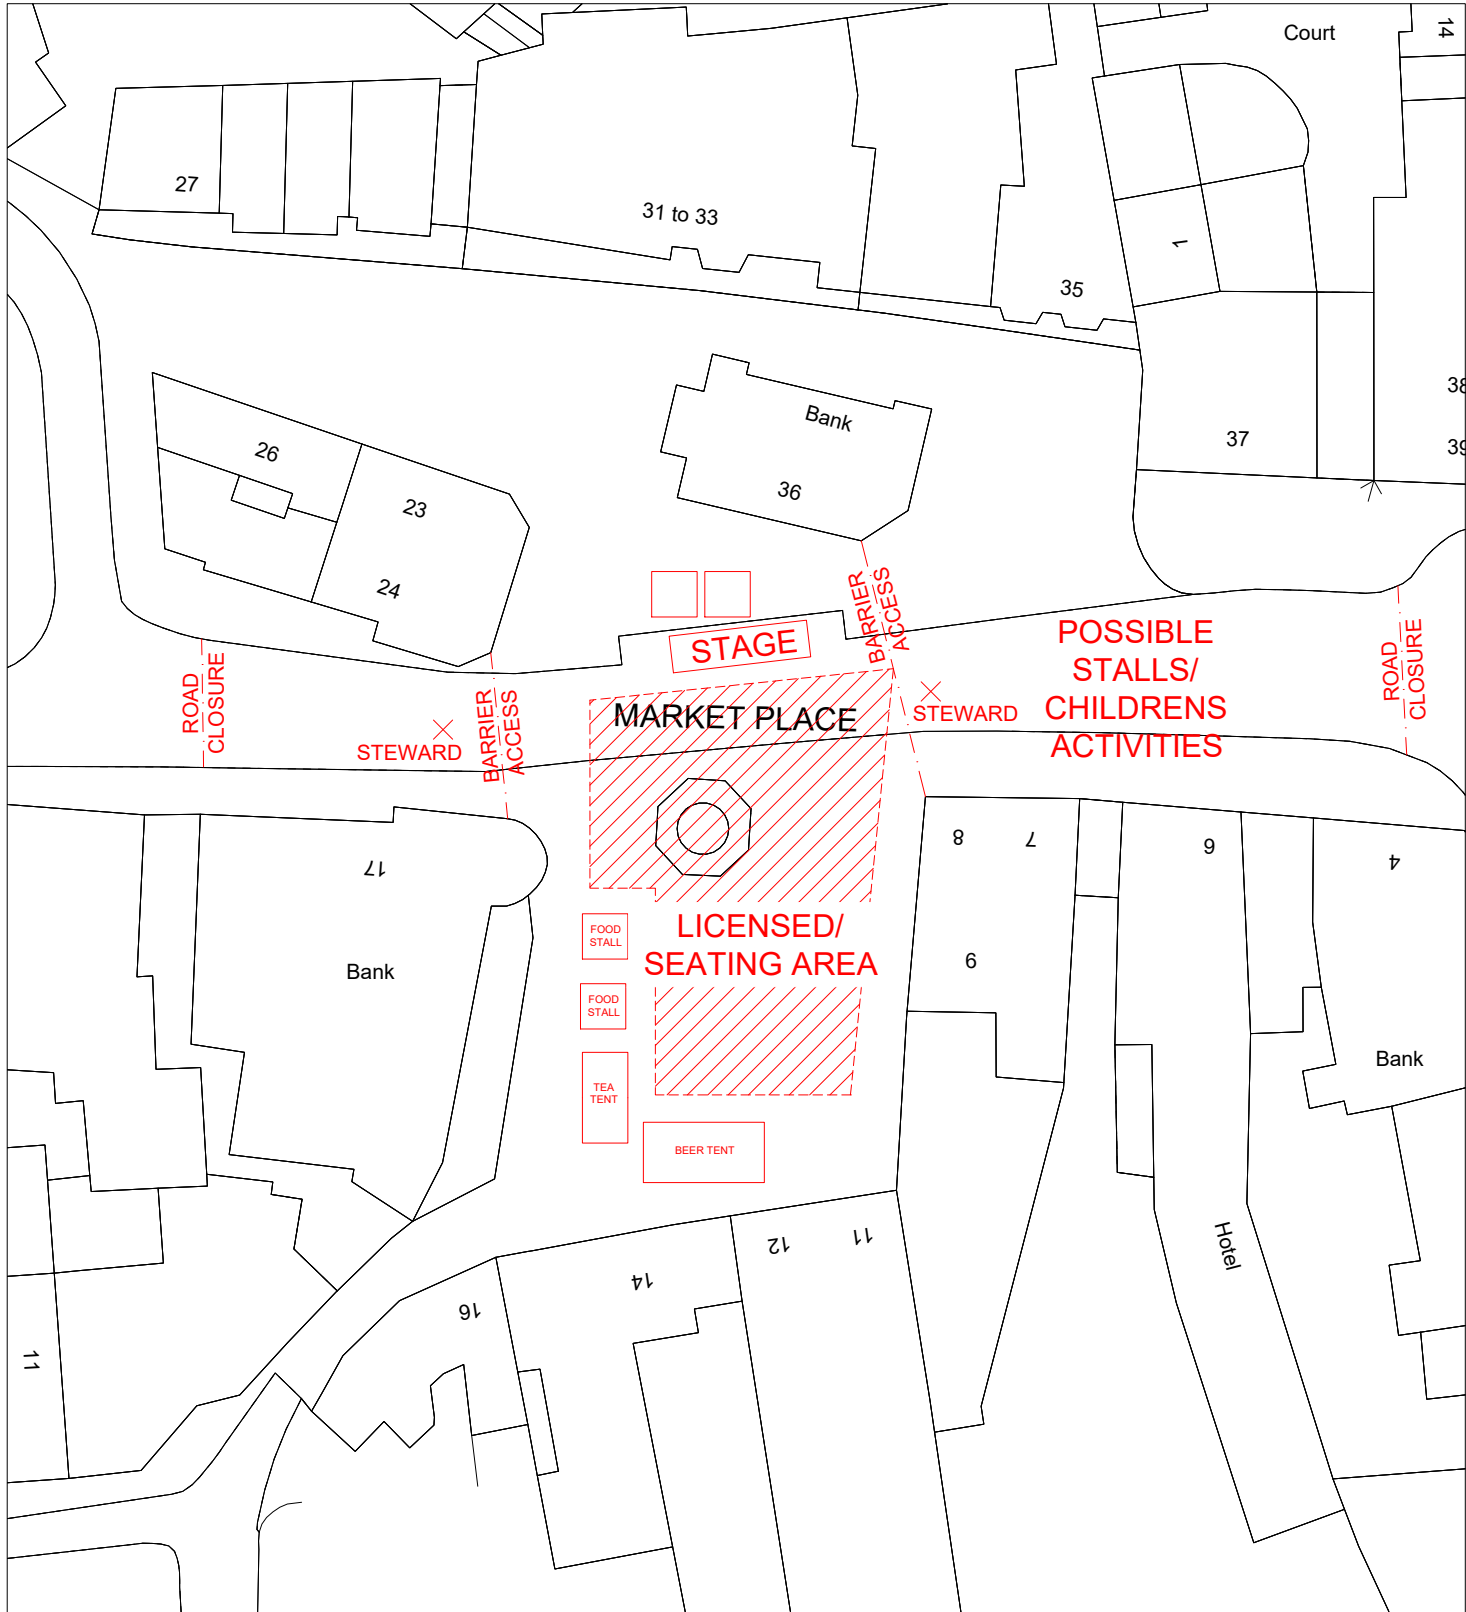 Court
14
27
31 to 33
1
35
38
39
37
Bank
36
26
23
24
BARRIER
ACCESS
STAGE
POSSIBLE
STALLS/
CHILDRENS
ACTIVITIES
ROAD
CLOSURE
ROAD
CLOSURE
BARRIER
ACCESS
STEWARD
STEWARD
MARKET PLACE
17
8
7
6
4
Bank
FOOD
STALL
LICENSED/
SEATING AREA
9
FOOD
STALL
TEA
TENT
BEER TENT
Bank
Hotel
11
12
14
16
11